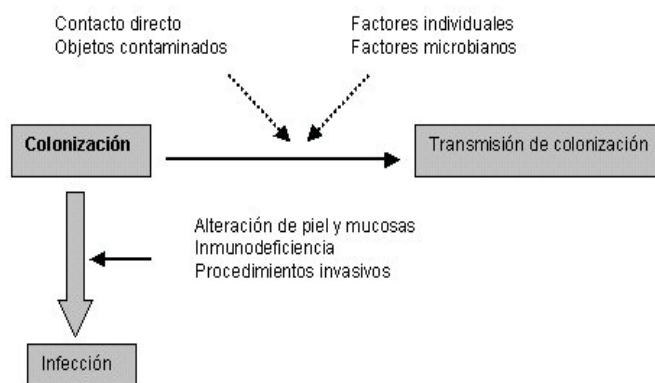 Contacto directo
Objetos contaminados
Factores individuales
Factores microbianos
Colonización
Transmisión de colonización
Alteración de piel y mucosas
Inmunodeficiencia
Procedimientos invasivos
Infección